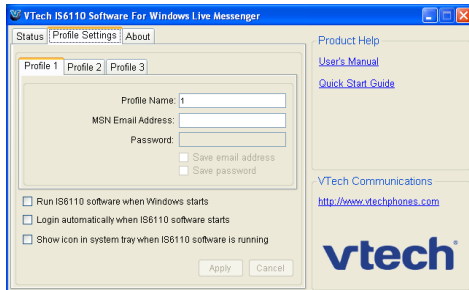 VTech IS6110 Software For Windows Live Messenger
Status Profile Settings About
Profile 1 Profile 2 Profile 3
Profile Name: 1
MSN Email Address:
Password:
Save email address
Save password
Run IS6110 software when Windows starts
Login automatically when IS6110 software starts
Show icon in system tray when IS6110 software is running
Apply Cancel
Product Help
User's Manual
Quick Start Guide
VTech Communications
http://www.vtechphones.com
vtech